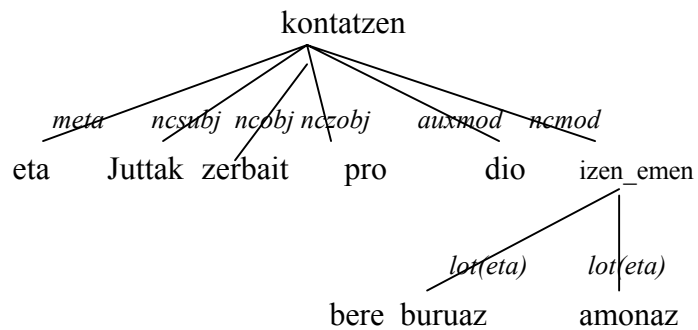 kontatzen
meta ncsubj ncobj nczobj auxmod ncmod
eta Juttak zerbait pro dio izen_emen
lot(eta) lot(eta)
bere buruaz amonaz